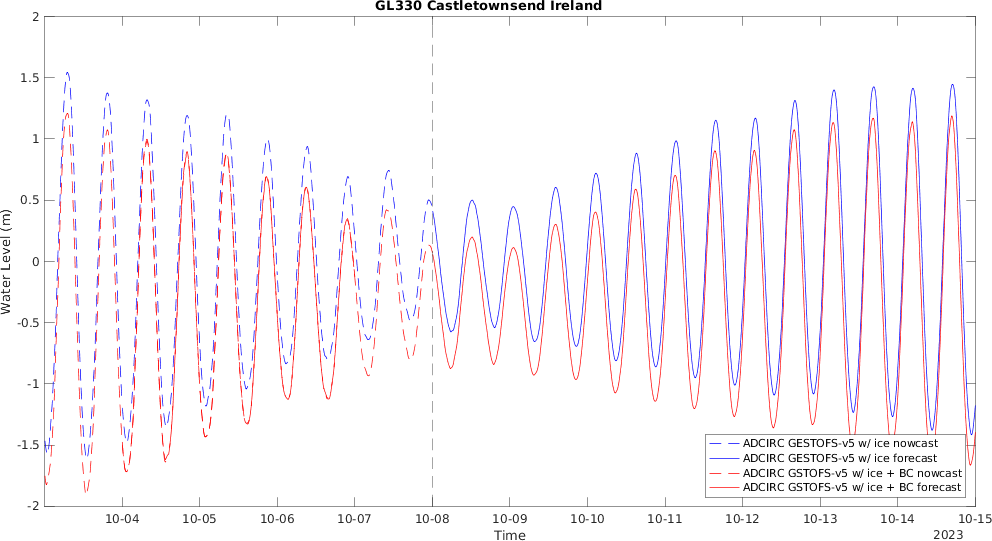 GL330 Castletownsend Ireland
2
1.5
1
0.5
0
-0.5
-1
-1.5
-2
Water Level (m)
ADCIRC GESTOFS-v5 w/ ice nowcast
ADCIRC GESTOFS-v5 w/ ice forecast
ADCIRC GSTOFS-v5 w/ ice + BC nowcast
ADCIRC GSTOFS-v5 w/ ice + BC forecast
10-04 10-05 10-06 10-07 10-08 10-09 10-10 10-11 10-12 10-13 10-14 10-15
Time
2023